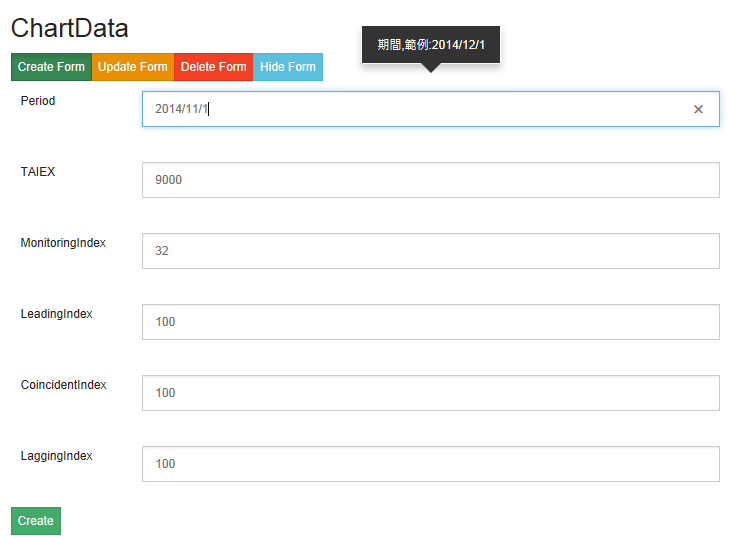 ChartData
期間,範例:2014/12/1
Create Form Update Form Delete Form Hide Form
Period 2014/11/1
TAIEX 9000
MonitoringIndex 32
LeadingIndex 100
CoincidentIndex 100
LaggingIndex 100
Create